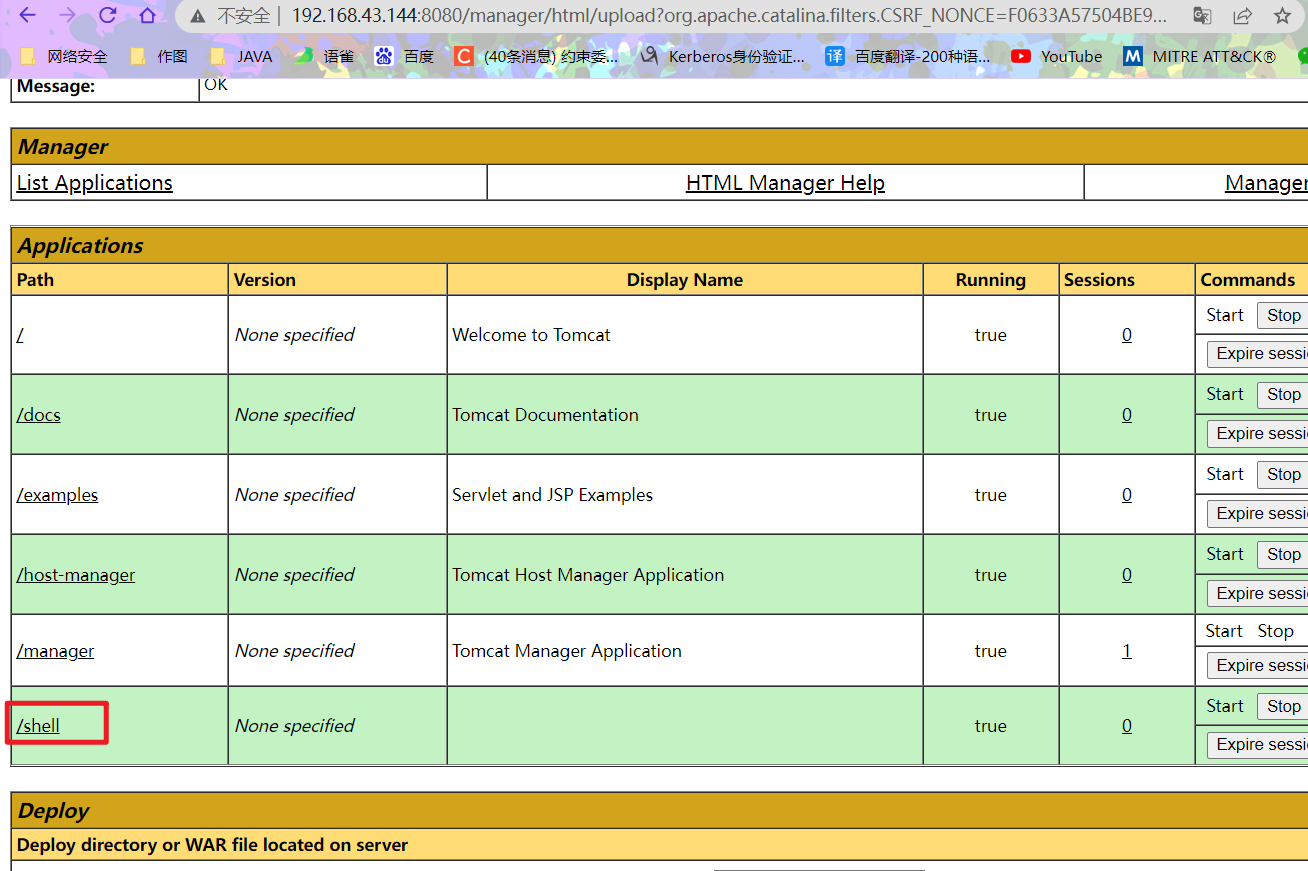 不安全 | 192.168.43.144:8080/manager/html/upload?org.apache.catalina.filters.CSRF_NONCE=F0633A57504BE9...
网络安全 作图 JAVA 语雀 百度 C (40条消息) 约束委... Kerberos身份验证... 译 百度翻译-200种语... YouTube M MITRE ATT&CK®
Message: OK
Manager
List Applications HTML Manager Help Manager
Applications
Path Version Display Name Running Sessions Commands
/ None specified Welcome to Tomcat true 0 Start Stop
Expire sessi
/docs None specified Tomcat Documentation true 0 Start Stop
Expire sessi
/examples None specified Servlet and JSP Examples true 0 Start Stop
Expire sessi
/host-manager None specified Tomcat Host Manager Application true 0 Start Stop
Expire sessi
/manager None specified Tomcat Manager Application true 1 Start Stop
Expire sessi
/shell None specified true 0 Start Stop
Expire sessi
Deploy
Deploy directory or WAR file located on server